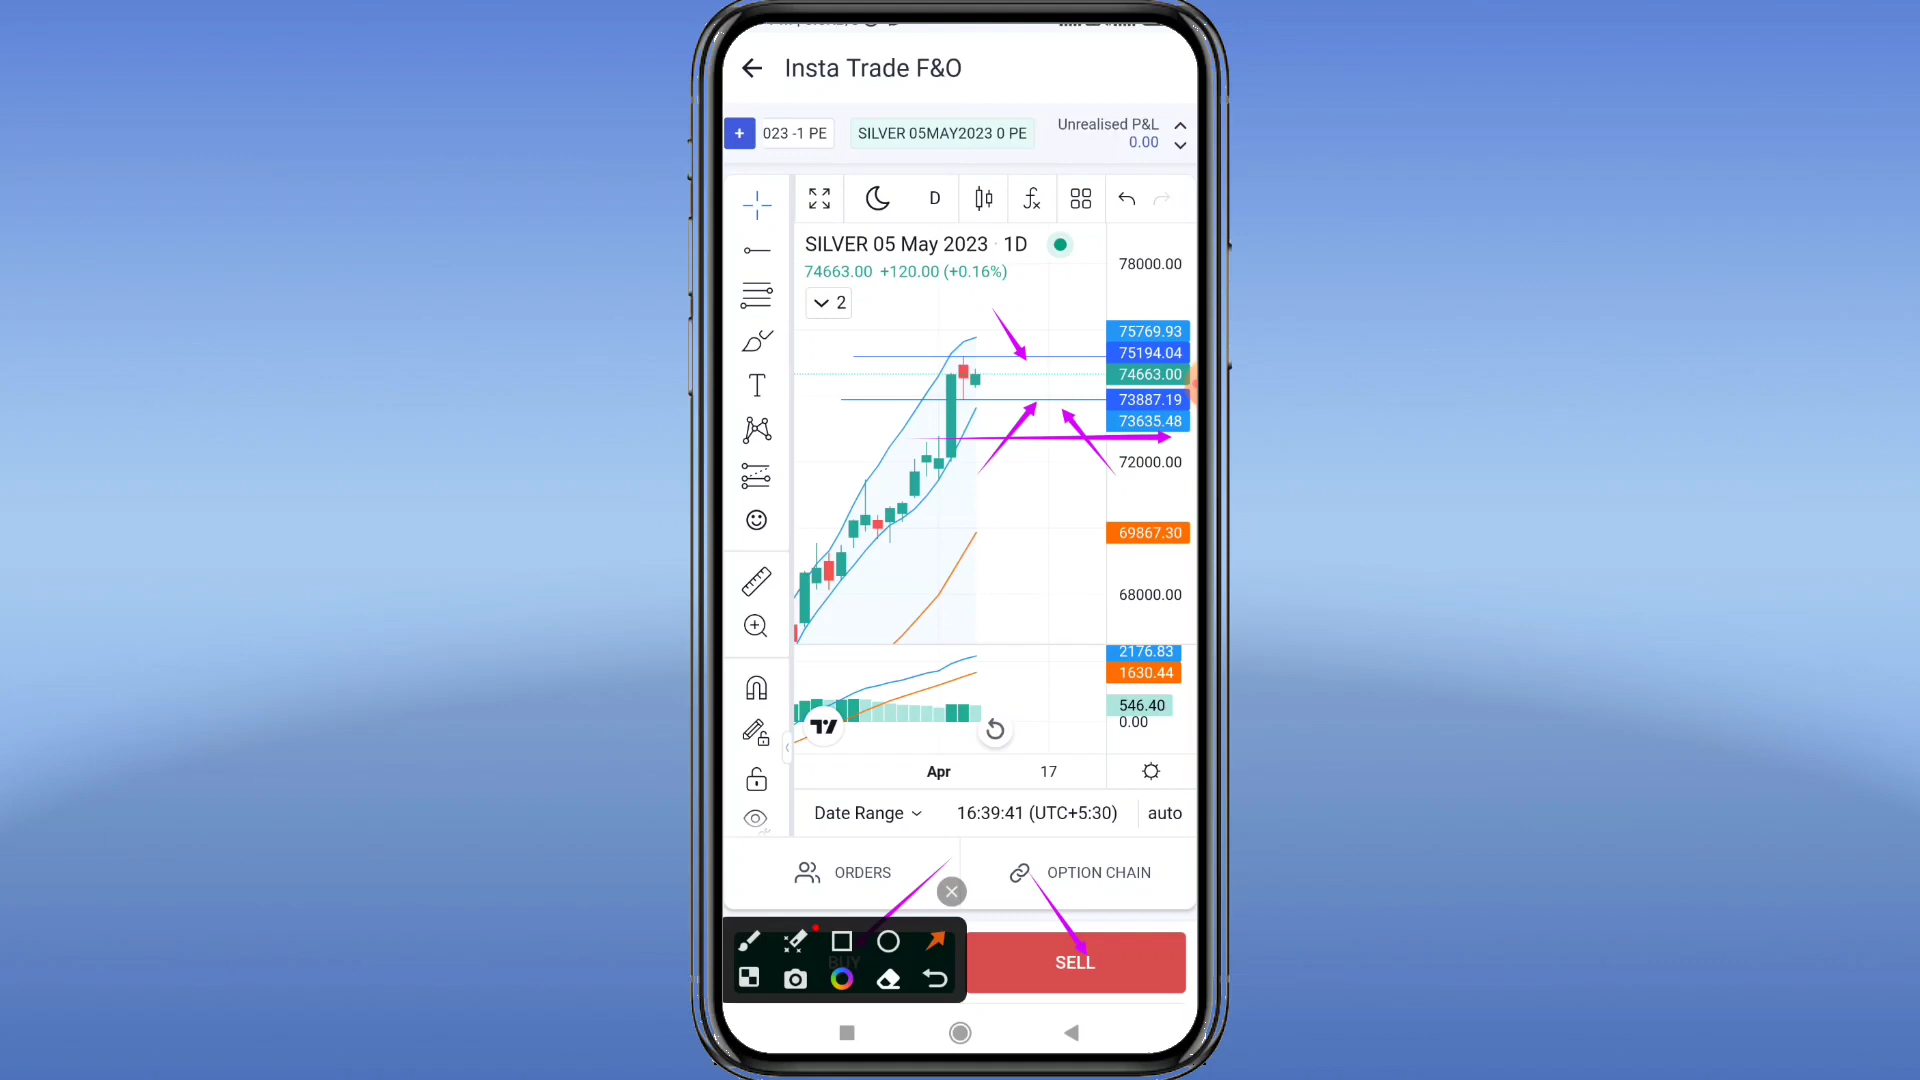 Insta Trade F&O
+ 023 -1 PE SILVER 05MAY2023 0 PE Unrealised P&L
0.00
D
SILVER 05 May 2023 · 1D
74663.00 +120.00 (+0.16%)
2
78000.00
75769.93
75194.04
74663.00
73887.19
73635.48
72000.00
69867.30
68000.00
2176.83
1630.44
546.40
0.00
Apr 17
Date Range 16:39:41 (UTC+5:30) auto
ORDERS OPTION CHAIN
BUY SELL